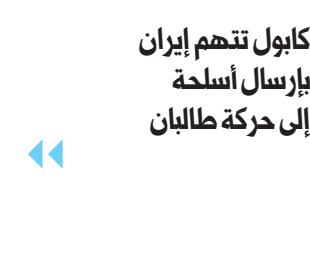 كابول تتهم إيران
بإرسال أسلحة
إلى حركة طالبان